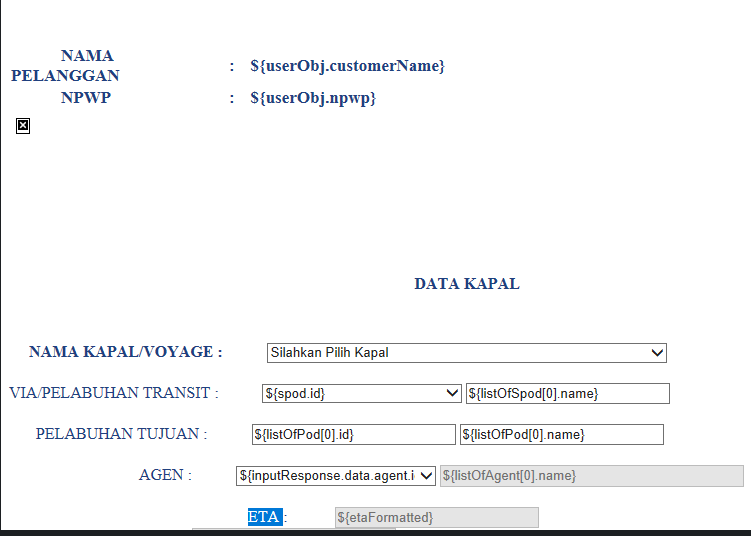 NAMA
PELANGGAN : ${userObj.customerName}
NPWP : ${userObj.npwp}
DATA KAPAL
NAMA KAPAL/VOYAGE : Silahkan Pilih Kapal
VIA/PELABUHAN TRANSIT : ${spod.id} ${listOfSpod[0].name}
PELABUHAN TUJUAN : ${listOfPod[0].id} ${listOfPod[0].name}
AGEN : ${inputResponse.data.agent.i ${listOfAgent[0].name}
ETA : ${etaFormatted}